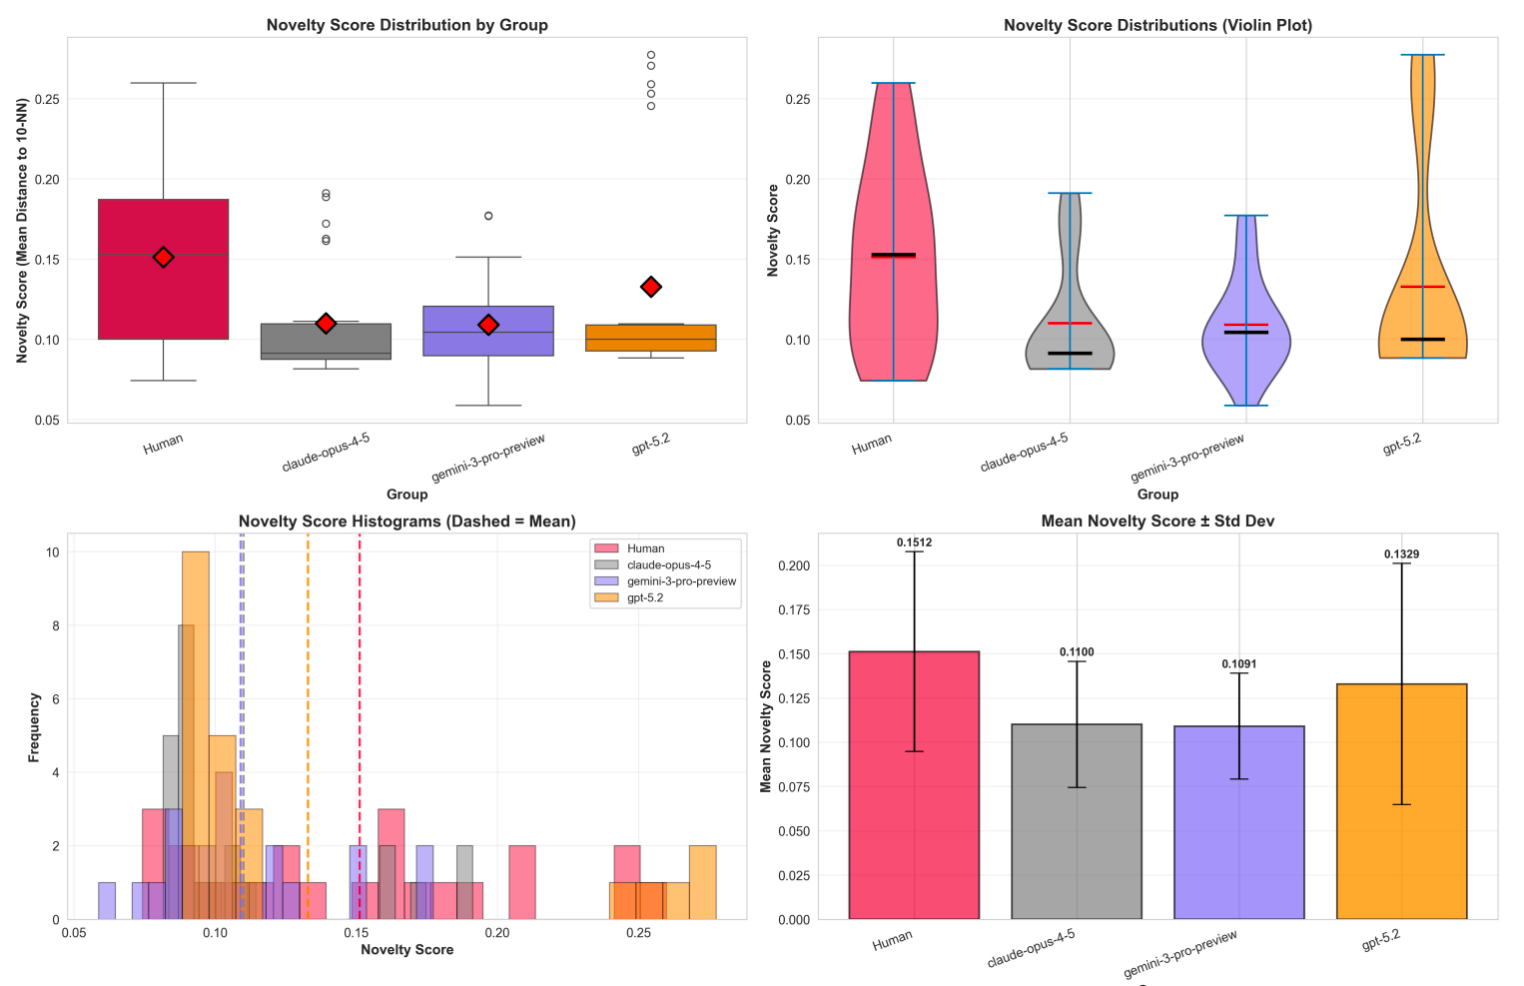 Novelty Score Distribution by Group
Novelty Score (Mean Distance to 10-NN)
0.25
0.20
0.15
0.10
0.05
Human
claude-opus-4-5
gemini-3-pro-preview
gpt-5.2
Group
Novelty Score Distributions (Violin Plot)
Novelty Score
0.25
0.20
0.15
0.10
0.05
Human
claude-opus-4-5
gemini-3-pro-preview
gpt-5.2
Group
Novelty Score Histograms (Dashed = Mean)
Frequency
10
8
6
4
2
0
Human
claude-opus-4-5
gemini-3-pro-preview
gpt-5.2
0.05 0.10 0.15 0.20 0.25
Novelty Score
Mean Novelty Score ± Std Dev
Mean Novelty Score
0.200
0.175
0.150
0.125
0.100
0.075
0.050
0.025
0.000
0.1512
0.1100
0.1091
0.1329
Human
claude-opus-4-5
gemini-3-pro-preview
gpt-5.2